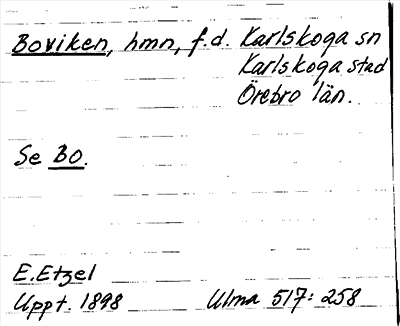 Boviken, hmn, f.d. Karlskoga sn
Karlskoga stad
Örebro län.
Se Bo.
E.Etzel
Uppt. 1898 Ulma 517:258